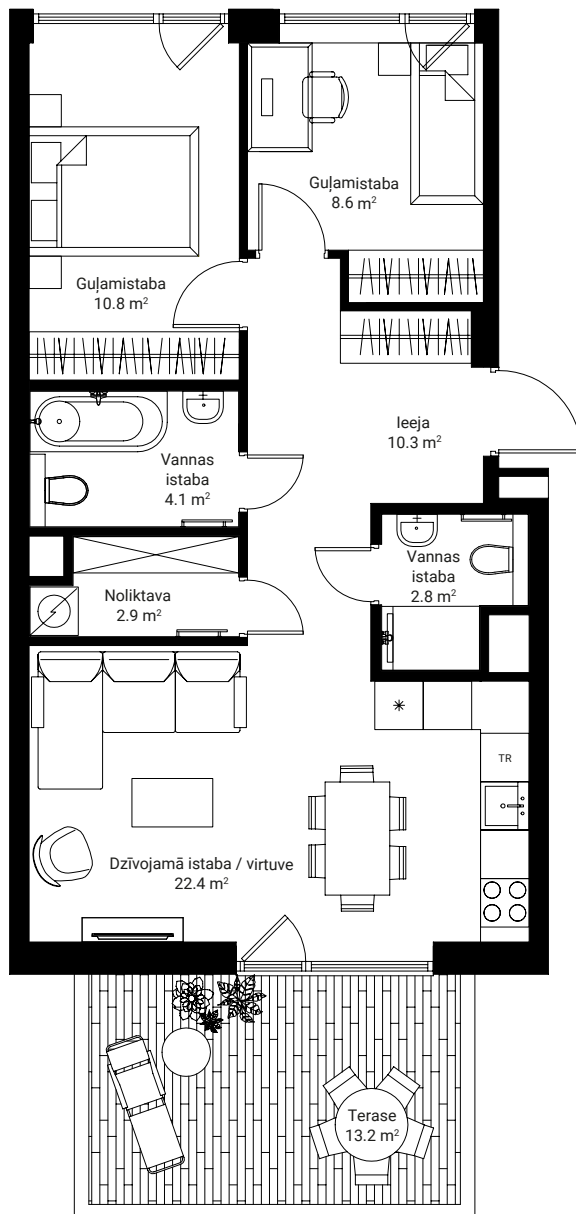 Guļamistaba
8.6 m²
Guļamistaba
10.8 m²
Ieeja
10.3 m²
Vannas
istaba
4.1 m²
Vannas
istaba
2.8 m²
Noliktava
2.9 m²
TR
Dzīvojamā istaba / virtuve
22.4 m²
Terase
13.2 m²